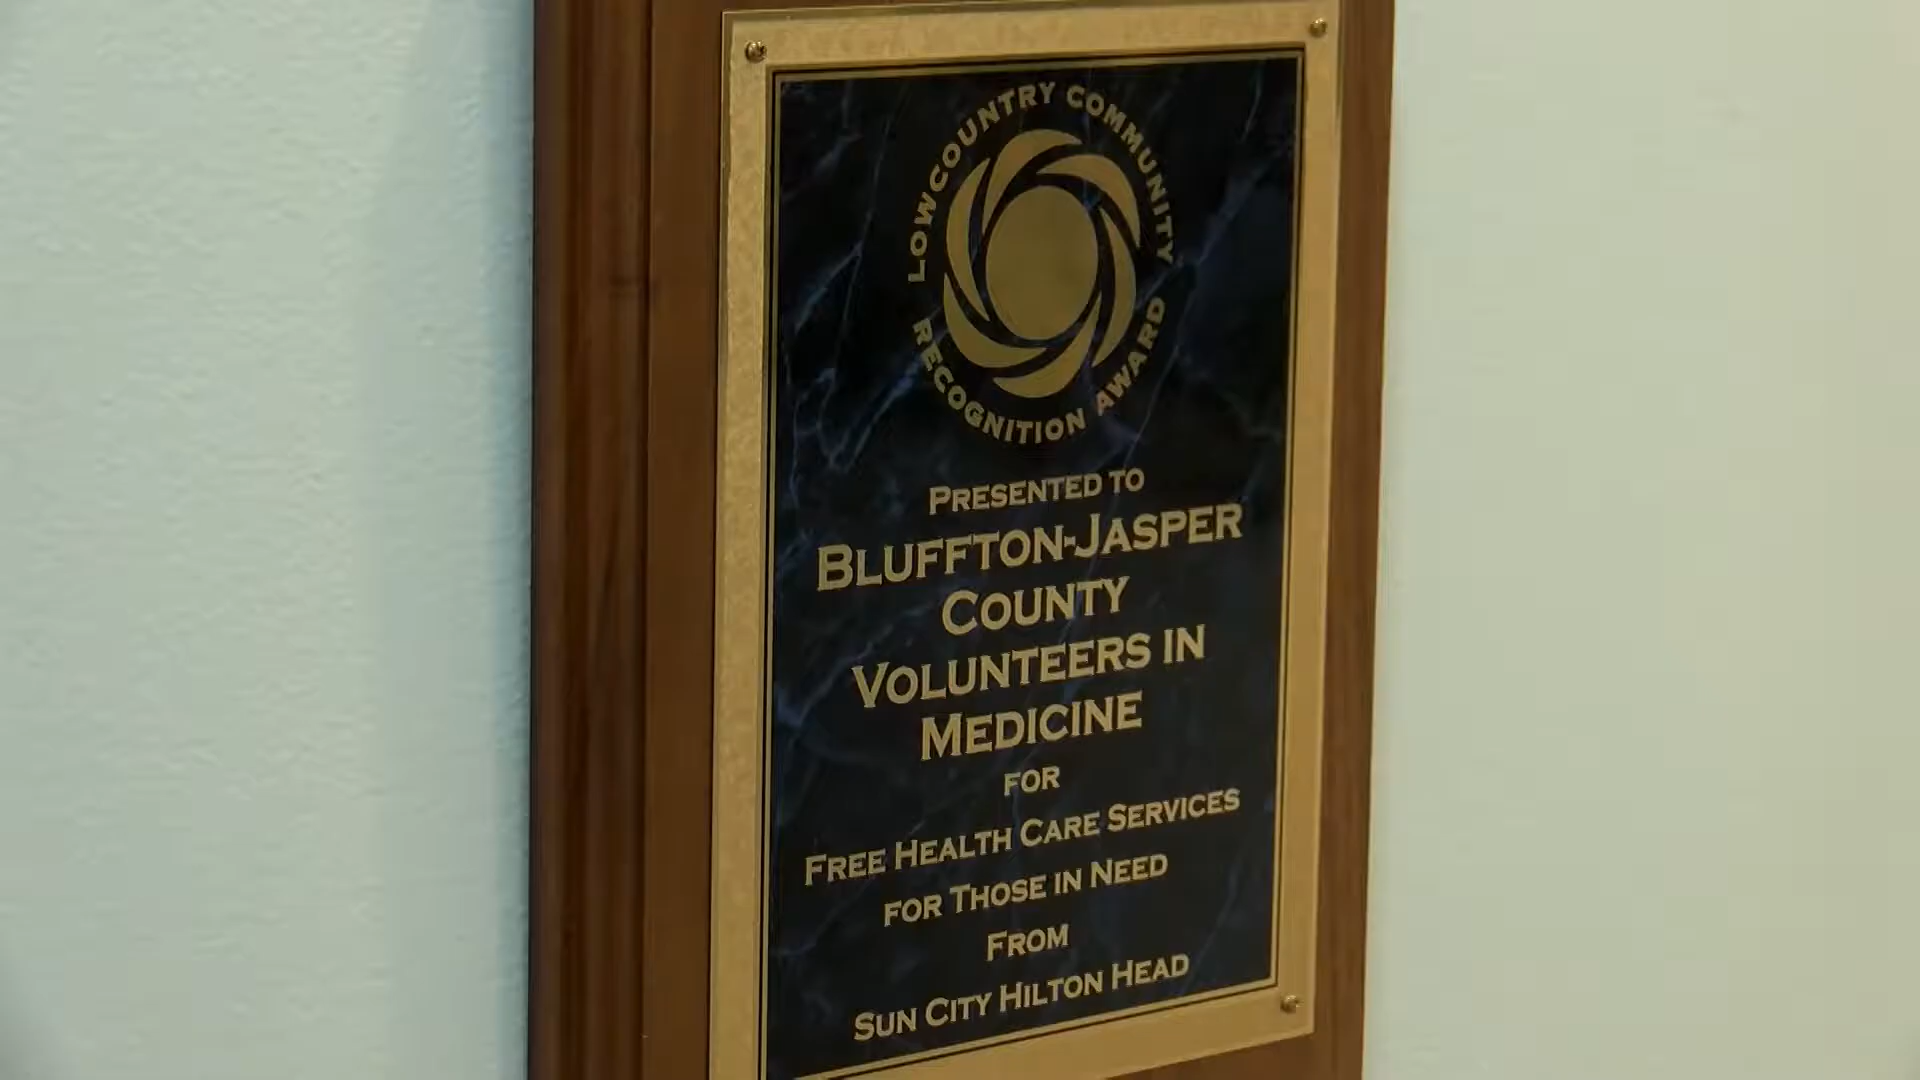 LOWCOUNTRY COMMUNITY
RECOGNITION AWARD
PRESENTED TO
BLUFFTON-JASPER
COUNTY
VOLUNTEERS IN
MEDICINE
FOR
FREE HEALTH CARE SERVICES
FOR THOSE IN NEED
FROM
SUN CITY HILTON HEAD